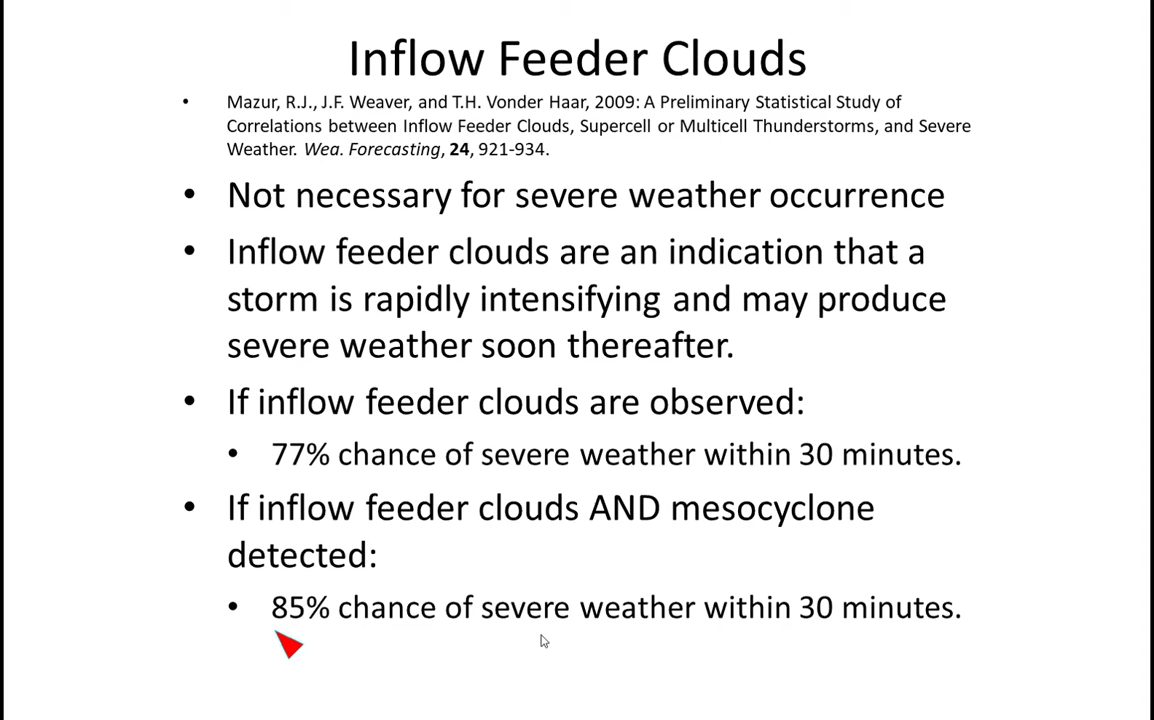 Inflow Feeder Clouds
• Mazur, R.J., J.F. Weaver, and T.H. Vonder Haar, 2009: A Preliminary Statistical Study of
Correlations between Inflow Feeder Clouds, Supercell or Multicell Thunderstorms, and Severe
Weather. Wea. Forecasting, 24, 921-934.
• Not necessary for severe weather occurrence
• Inflow feeder clouds are an indication that a
storm is rapidly intensifying and may produce
severe weather soon thereafter.
• If inflow feeder clouds are observed:
• 77% chance of severe weather within 30 minutes.
• If inflow feeder clouds AND mesocyclone
detected:
• 85% chance of severe weather within 30 minutes.